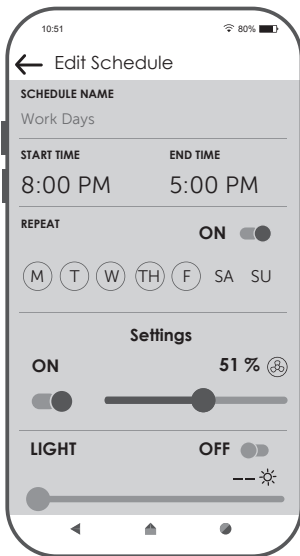 10:51 80%
← Edit Schedule
SCHEDULE NAME
Work Days
START TIME END TIME
8:00 PM 5:00 PM
REPEAT ON
M T W TH F SA SU
Settings
ON 51 %
LIGHT OFF
--